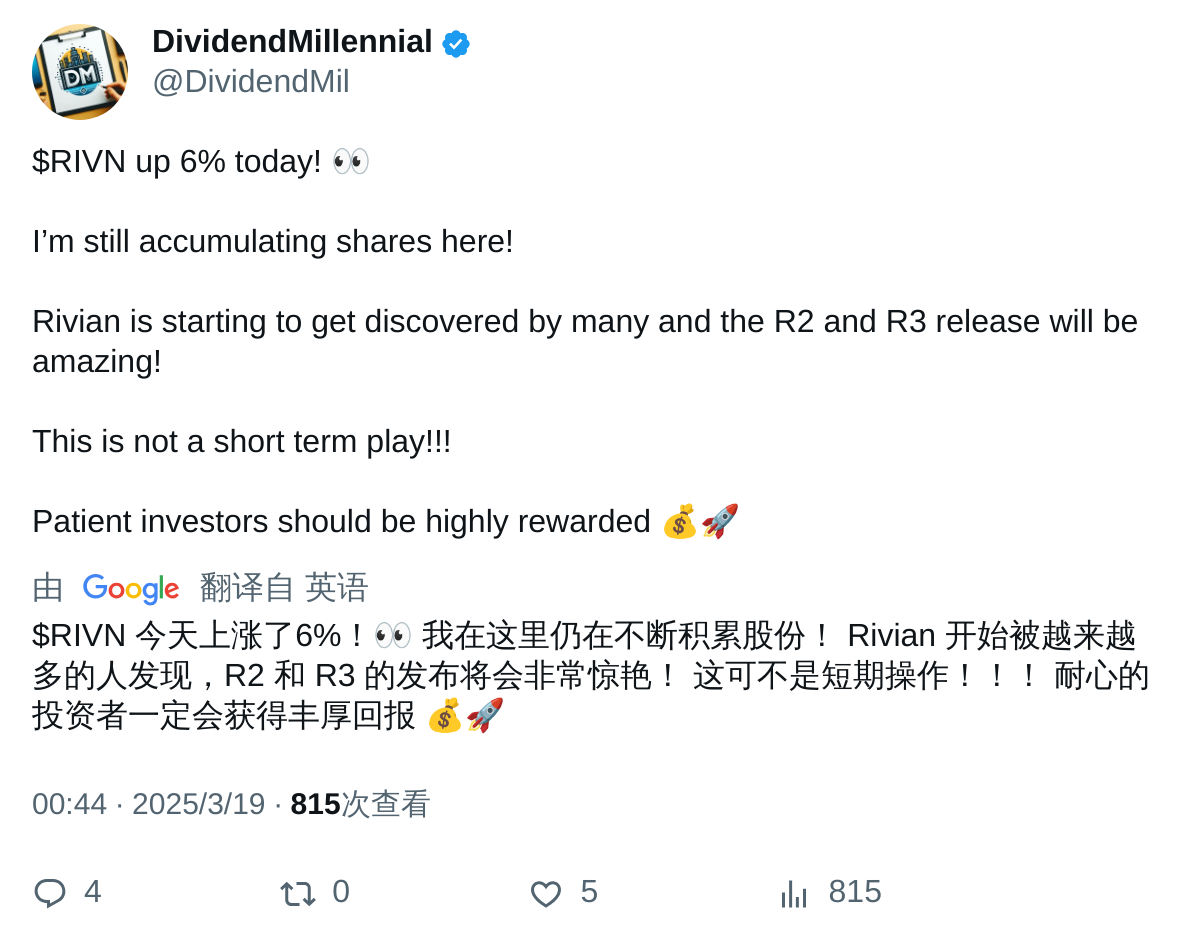 DM
DividendMillennial
@DividendMil
$RIVN up 6% today! 👀
I’m still accumulating shares here!
Rivian is starting to get discovered by many and the R2 and R3 release will be
amazing!
This is not a short term play!!!
Patient investors should be highly rewarded 💰🚀
由 Google 翻译自 英语
$RIVN 今天上涨了6%！👀 我在这里仍在不断积累股份！ Rivian 开始被越来越
多的人发现，R2 和 R3 的发布将会非常惊艳！ 这可不是短期操作！！！ 耐心的
投资者一定会获得丰厚回报 💰🚀
00:44 · 2025/3/19 · 815次查看
4 0 5 815